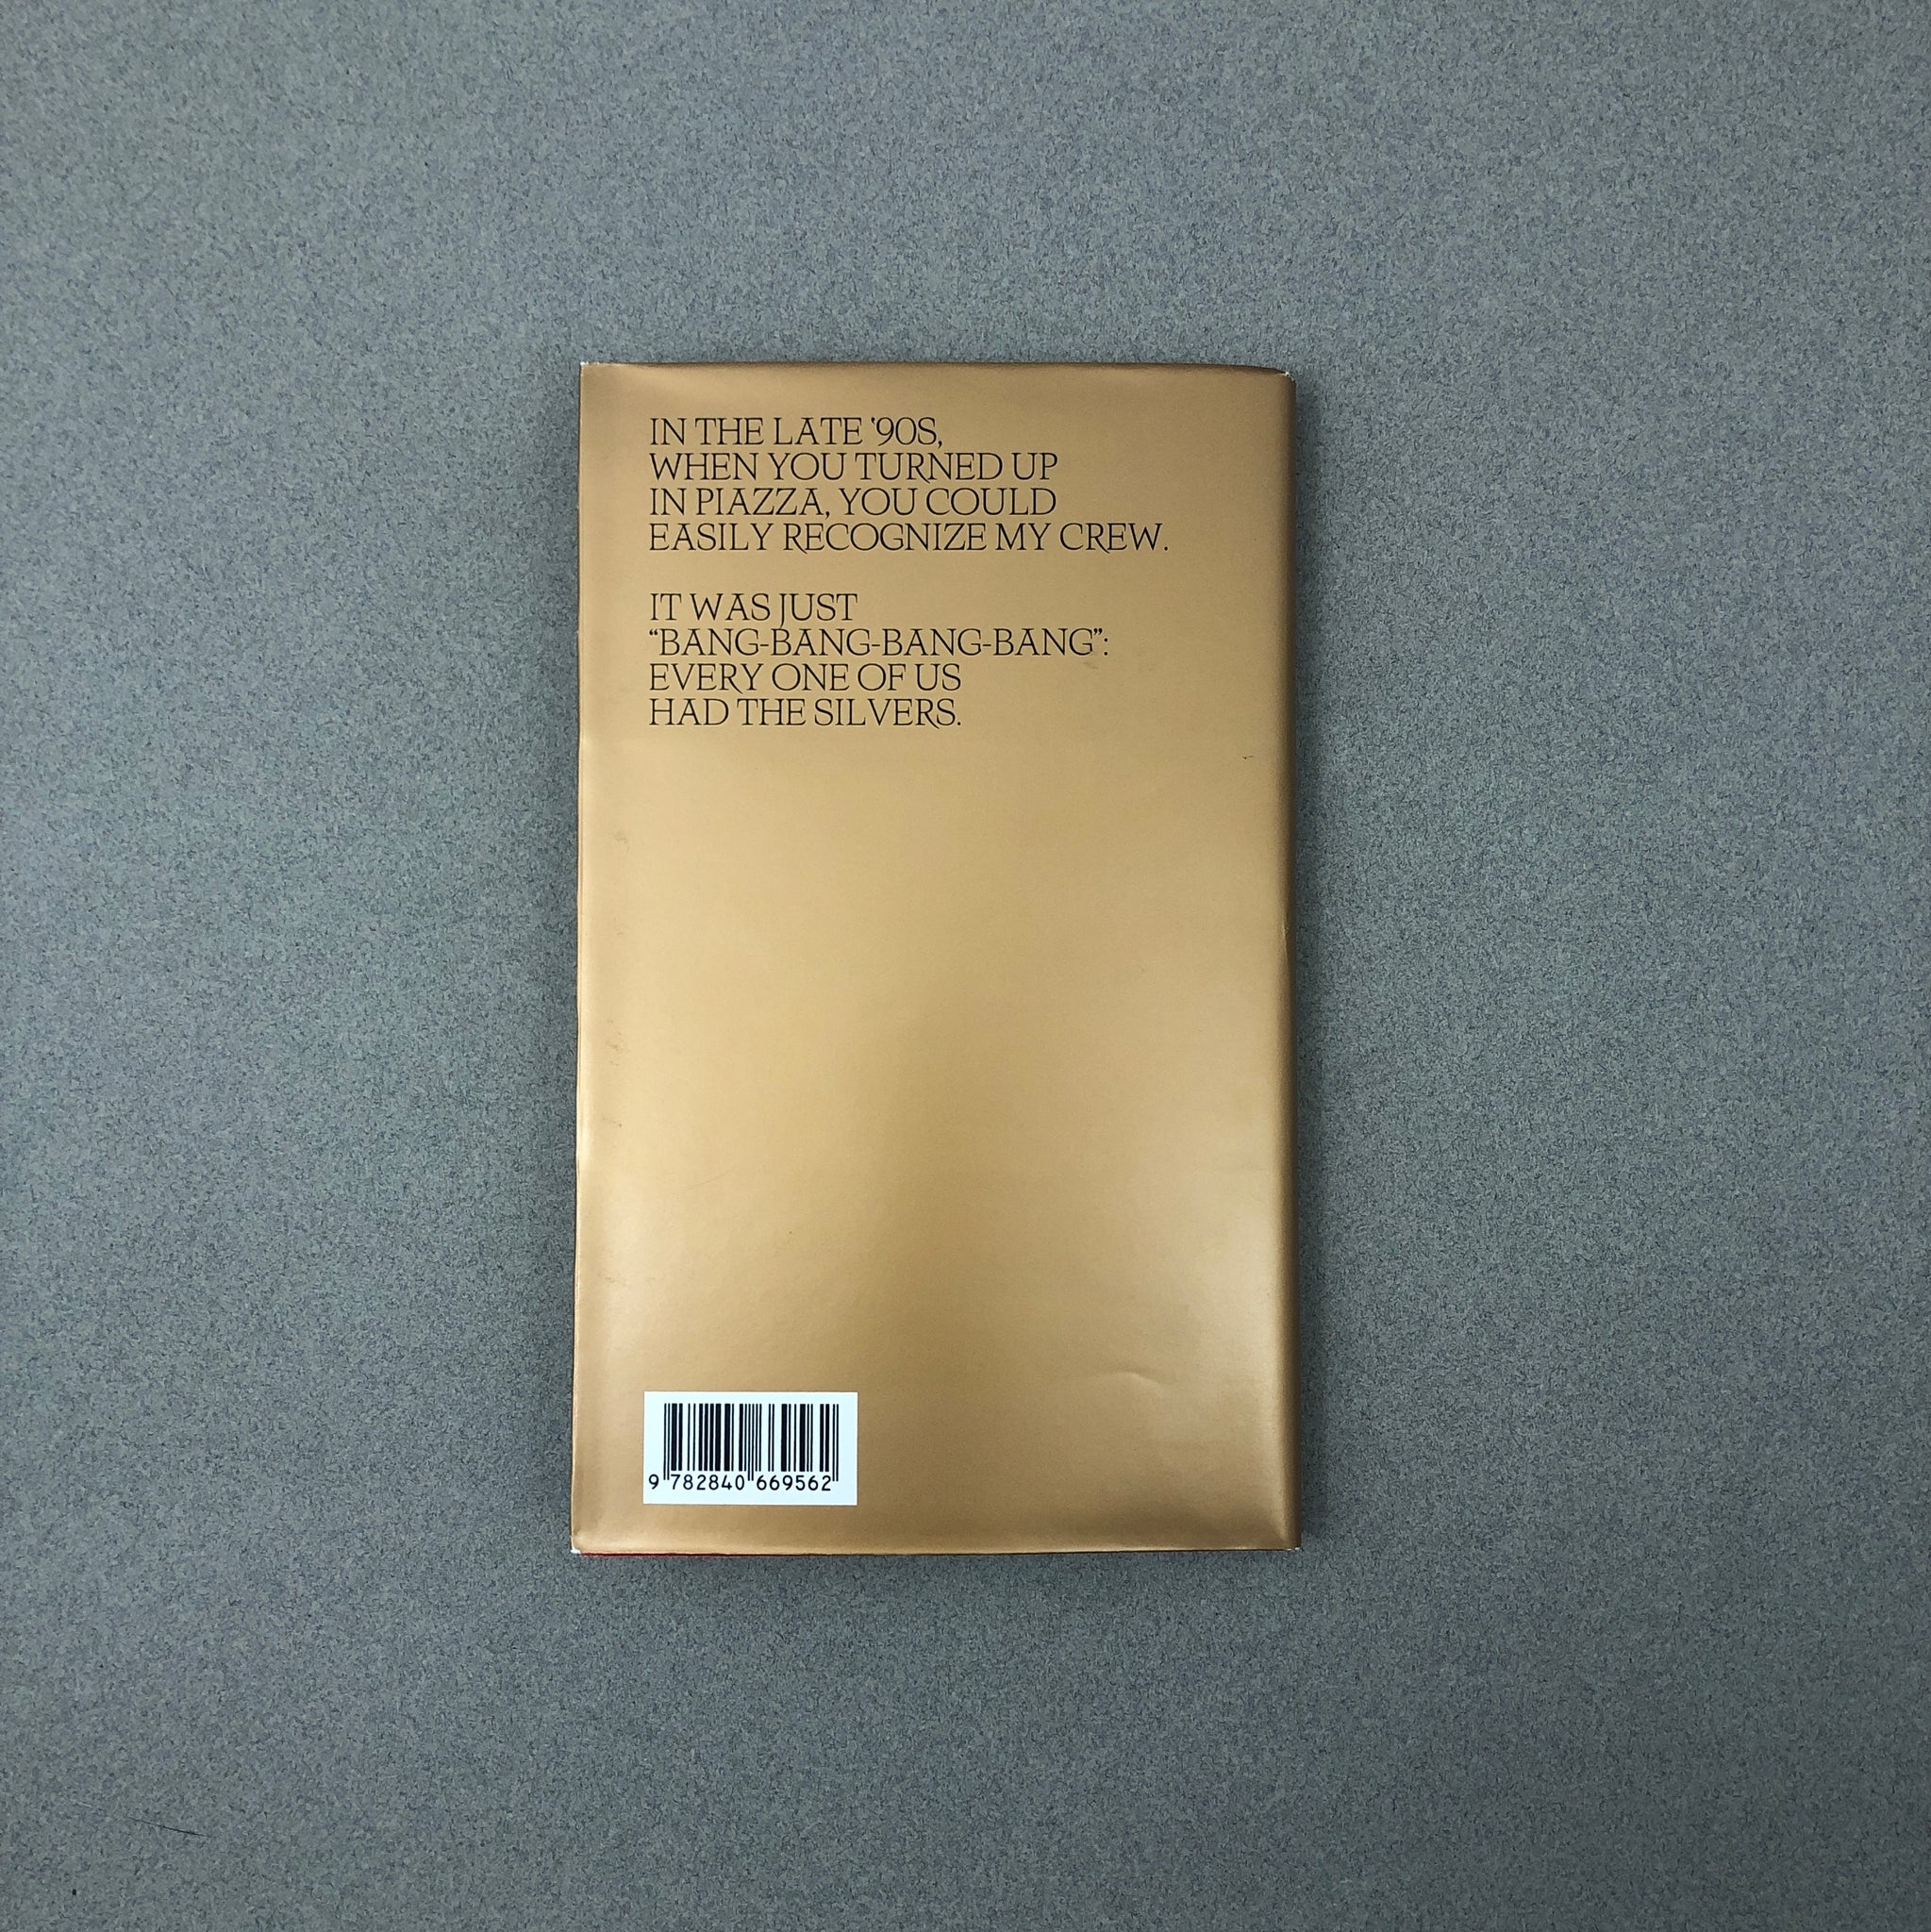 IN THE LATE ‘90S,
WHEN YOU TURNED UP
IN PIAZZA, YOU COULD
EASILY RECOGNIZE MY CREW.
IT WAS JUST
“BANG-BANG-BANG-BANG”:
EVERY ONE OF US
HAD THE SILVERS.
9 782840 669562